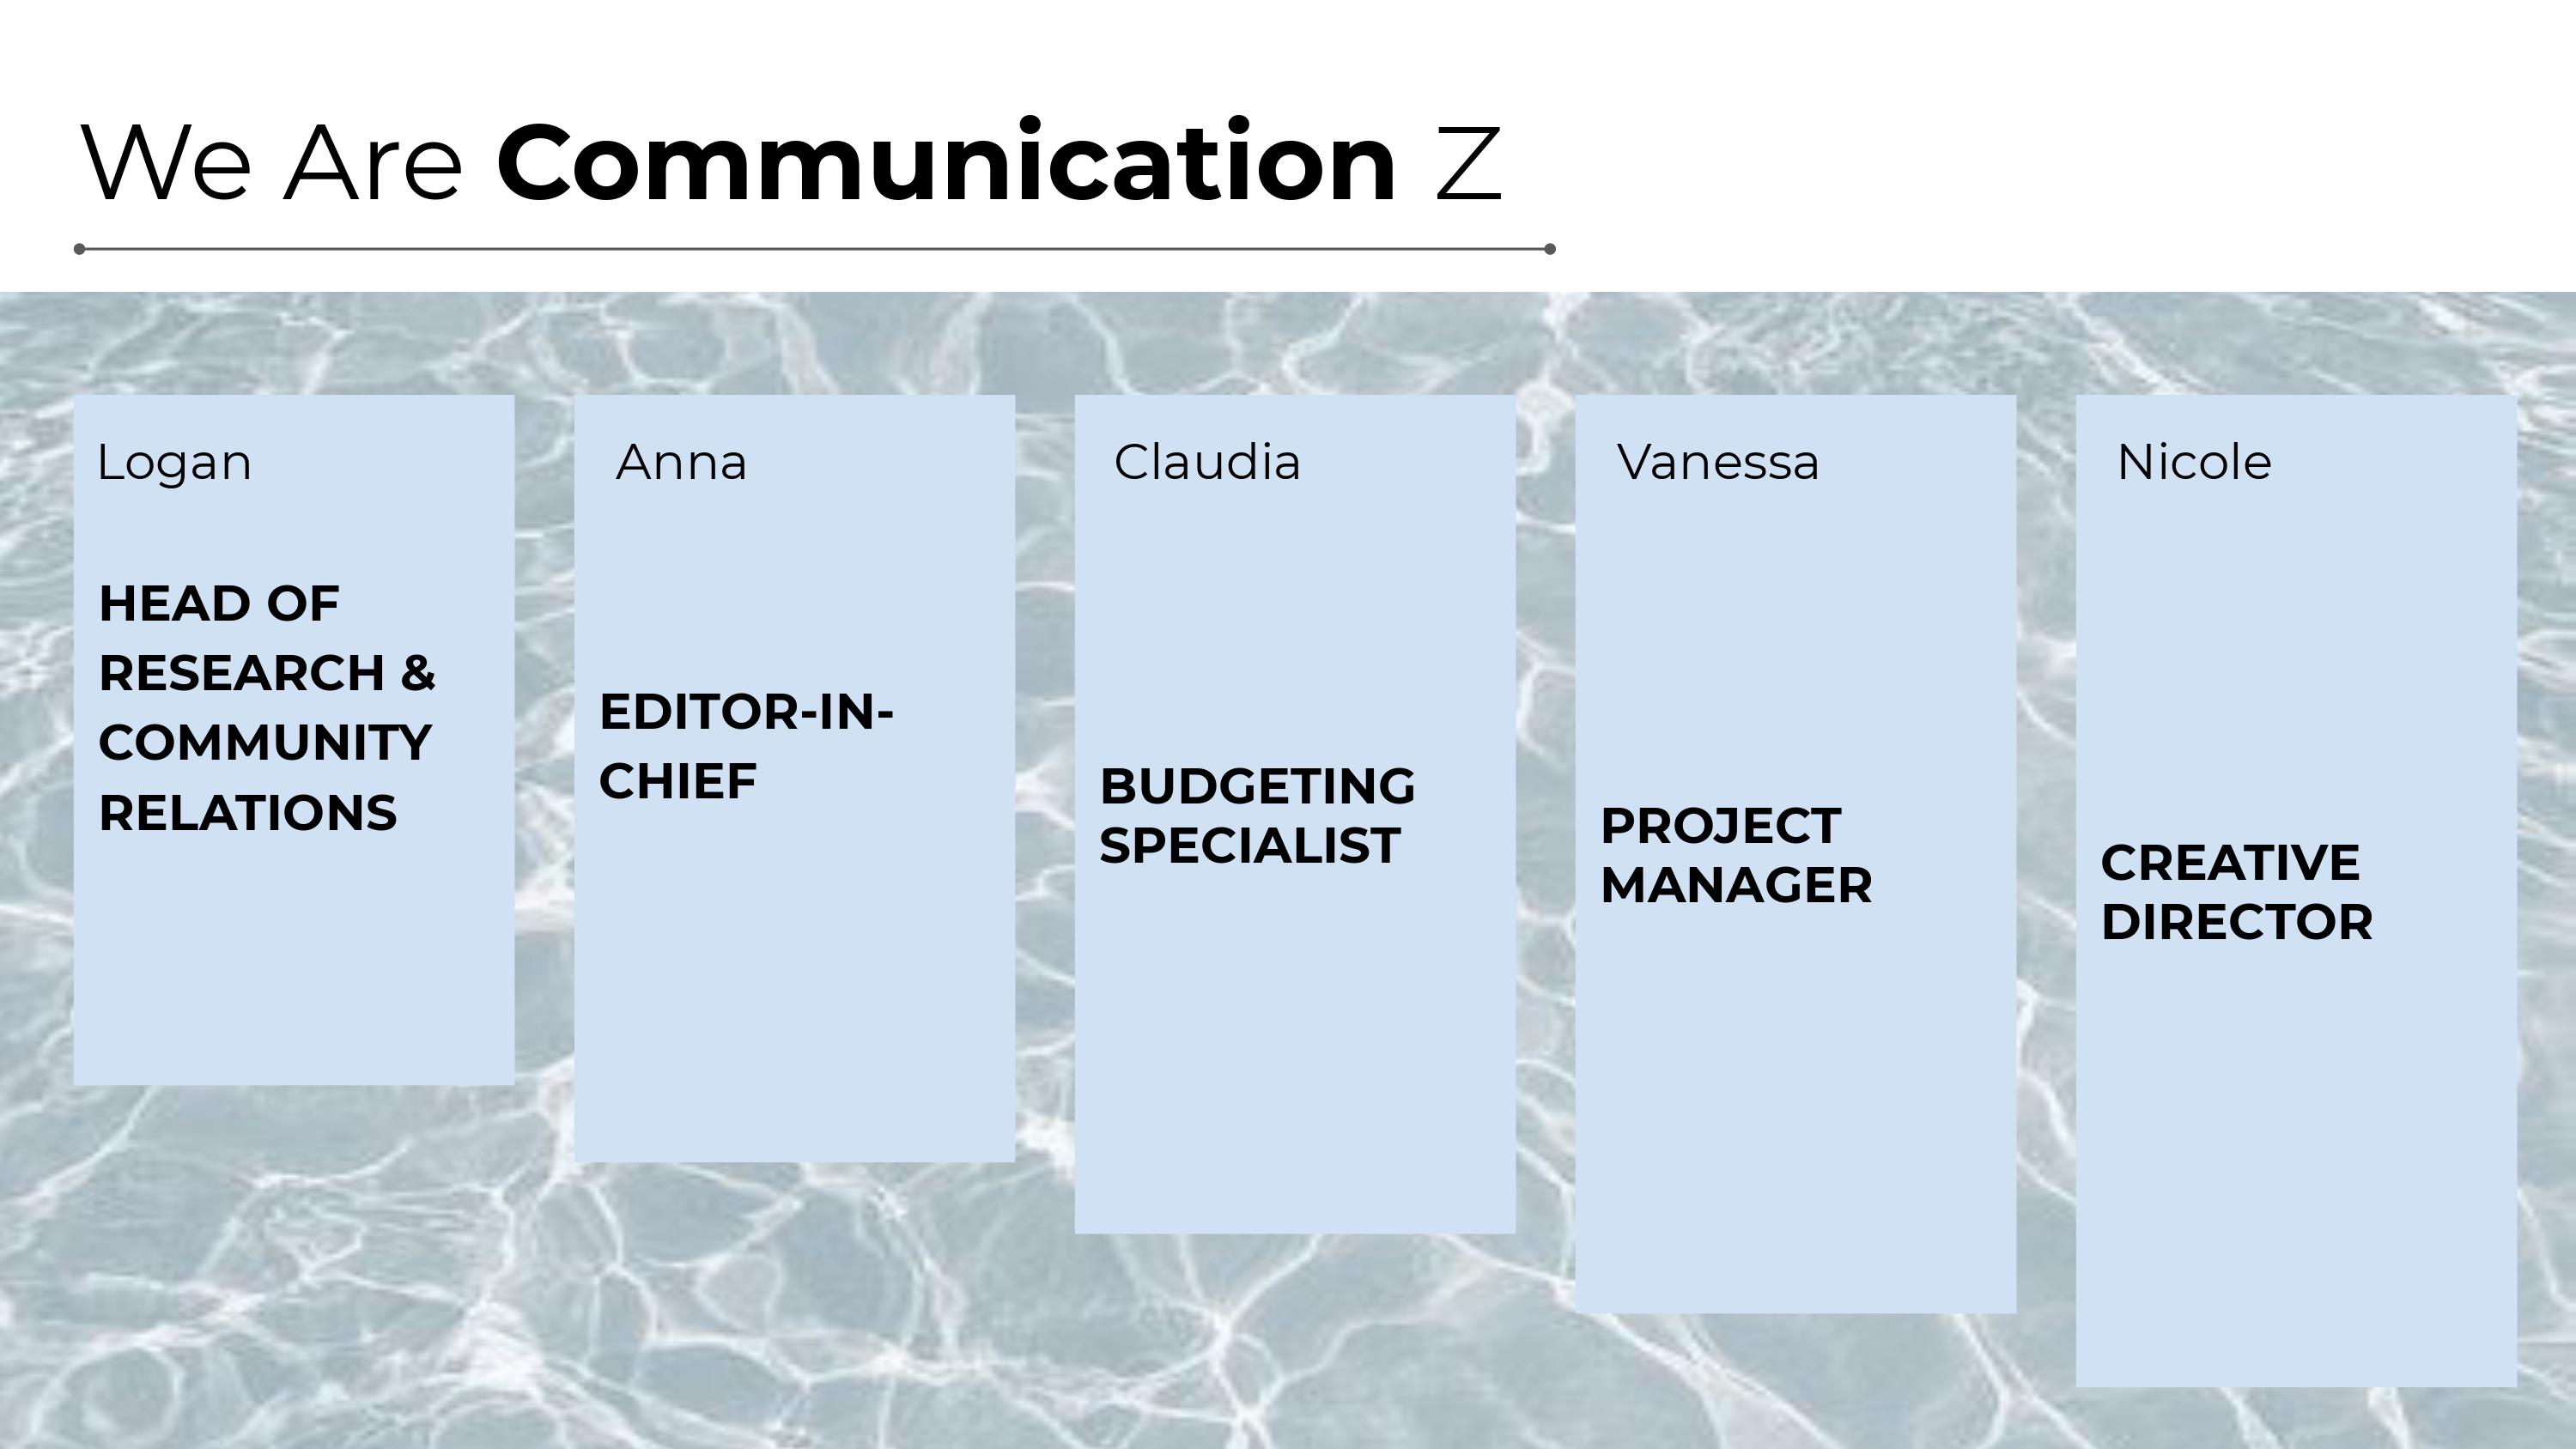 We Are Communication Z
Logan
HEAD OF
RESEARCH &
COMMUNITY
RELATIONS
Anna
EDITOR-IN-
CHIEF
Claudia
BUDGETING
SPECIALIST
Vanessa
PROJECT
MANAGER
Nicole
CREATIVE
DIRECTOR